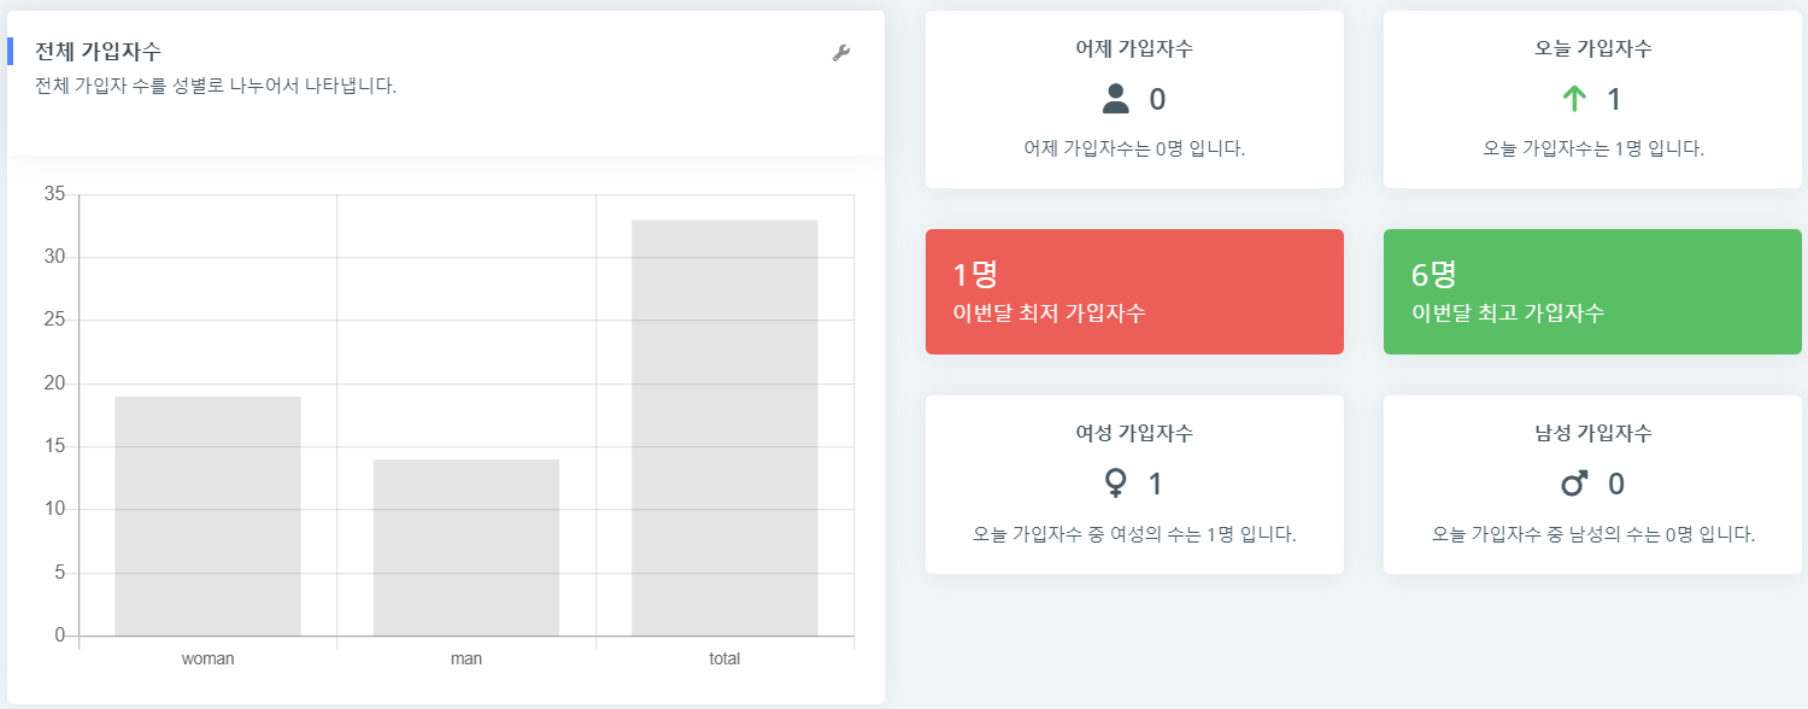 전체 가입자수
전체 가입자 수를 성별로 나누어서 나타냅니다.
35
30
25
20
15
10
5
0
woman
man
total
어제 가입자수
0
어제 가입자수는 0명 입니다.
오늘 가입자수
1
오늘 가입자수는 1명 입니다.
1명
이번달 최저 가입자수
6명
이번달 최고 가입자수
여성 가입자수
1
오늘 가입자수 중 여성의 수는 1명 입니다.
남성 가입자수
0
오늘 가입자수 중 남성의 수는 0명 입니다.